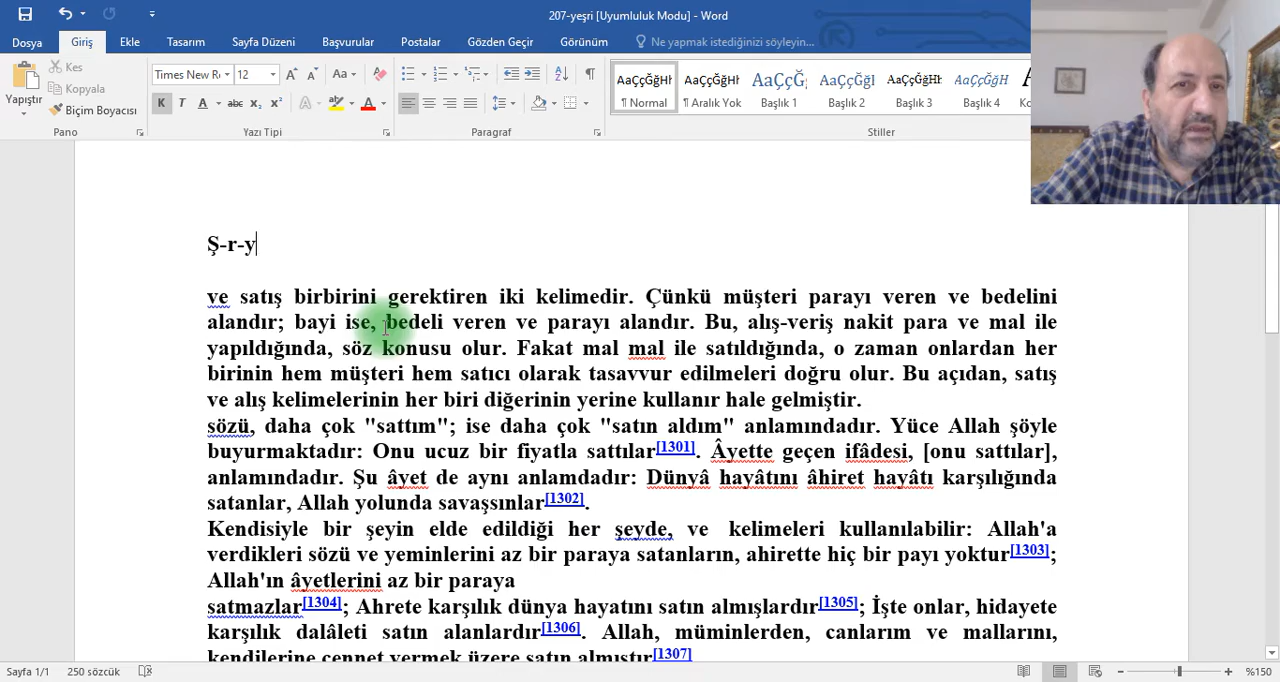 207-yeşri [Uyumluluk Modu] - Word
Dosya Giriş Ekle Tasarım Sayfa Düzeni Başvurular Postalar Gözden Geçir Görünüm Ne yapmak istediğinizi söyleyin...
Yapıştır
Kes
Kopyala
Biçim Boyacısı
Times New Ro 12
AaÇçĞğHł AaÇçĞğHł AaÇçĞ AaÇçĞğI AaÇçĞğHł AaÇçĞğH
¶ Normal ¶ Aralık Yok Başlık 1 Başlık 2 Başlık 3 Başlık 4
Pano Yazı Tipi Paragraf Stiller
Ş-r-y
ve satış birbirini gerektiren iki kelimedir. Çünkü müşteri parayı veren ve bedelini
alandır; bayi ise, bedeli veren ve parayı alandır. Bu, alış-veriş nakit para ve mal ile
yapıldığında, söz konusu olur. Fakat mal mal ile satıldığında, o zaman onlardan her
birinin hem müşteri hem satıcı olarak tasavvur edilmeleri doğru olur. Bu açıdan, satış
ve alış kelimelerinin her biri diğerinin yerine kullanır hale gelmiştir.
sözü, daha çok "sattım"; ise daha çok "satın aldım" anlamındadır. Yüce Allah şöyle
buyurmaktadır: Onu ucuz bir fiyatla sattılar[1301]. Âyette geçen ifâdesi, [onu sattılar],
anlamındadır. Şu âyet de aynı anlamdadır: Dünyâ hayâtını âhiret hayâtı karşılığında
satanlar, Allah yolunda savaşsınlar[1302].
Kendisiyle bir şeyin elde edildiği her şeyde, ve kelimeleri kullanılabilir: Allah'a
verdikleri sözü ve yeminlerini az bir paraya satanların, ahirette hiç bir payı yoktur[1303];
Allah'ın âyetlerini az bir paraya
satmazlar[1304]; Ahrete karşılık dünya hayatını satın almışlardır[1305]; İşte onlar, hidayete
karşılık dalâleti satın alanlardır[1306]. Allah, müminlerden, canlarım ve mallarını,
kendilerine cennet vermek üzere satın almıştır[1307]
Sayfa 1/1 250 sözcük %150